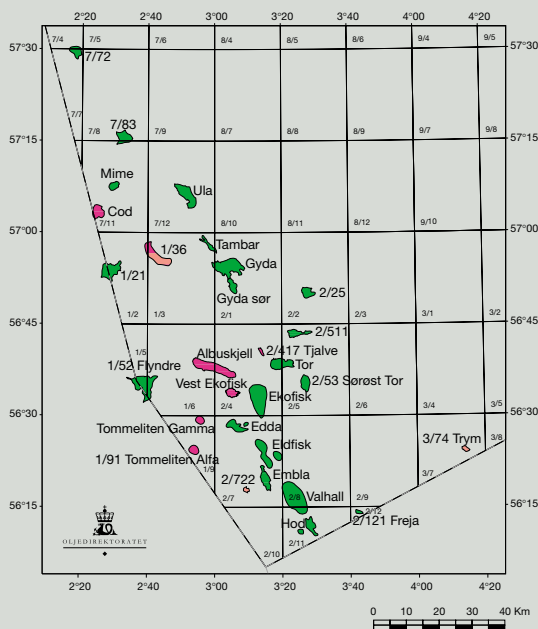 2°20 2°40 3°00 3°20 3°40 4°00 4°20
57°30 7/4 7/5 7/6 8/4 8/5 8/6 9/4 9/5 57°30
7/72
7/7
7/83
57°15 7/8 7/9 8/7 8/8 8/9 9/7 9/8 57°15
Mime
Ula
Cod
57°00 7/11 7/12 8/10 8/11 8/12 9/10 57°00
1/36
Tambar
Gyda
1/21
Gyda sør
2/25
56°45 1/2 1/3 2/1 2/2 2/3 3/1 3/2 56°45
2/511
1/5
Albuskjell
2/417 Tjalve
1/52 Flyndre
Tor
Vest Ekofisk
2/53 Sørøst Tor
Ekofisk
56°30 1/6 2/4 2/5 2/6 3/4 3/5 56°30
Tommeliten Gamma
Edda
3/74 Trym
3/8
Eldfisk
1/91 Tommeliten Alfa
1/9
3/7
2/722
Embla
56°15 2/7 2/8 Valhall 2/9 56°15
2/12
Hod
2/121 Freja
2/11
2/10
OLJEDIREKTORATET
2°20 2°40 3°00 3°20 3°40 4°00 4°20
0 10 20 30 40 Km